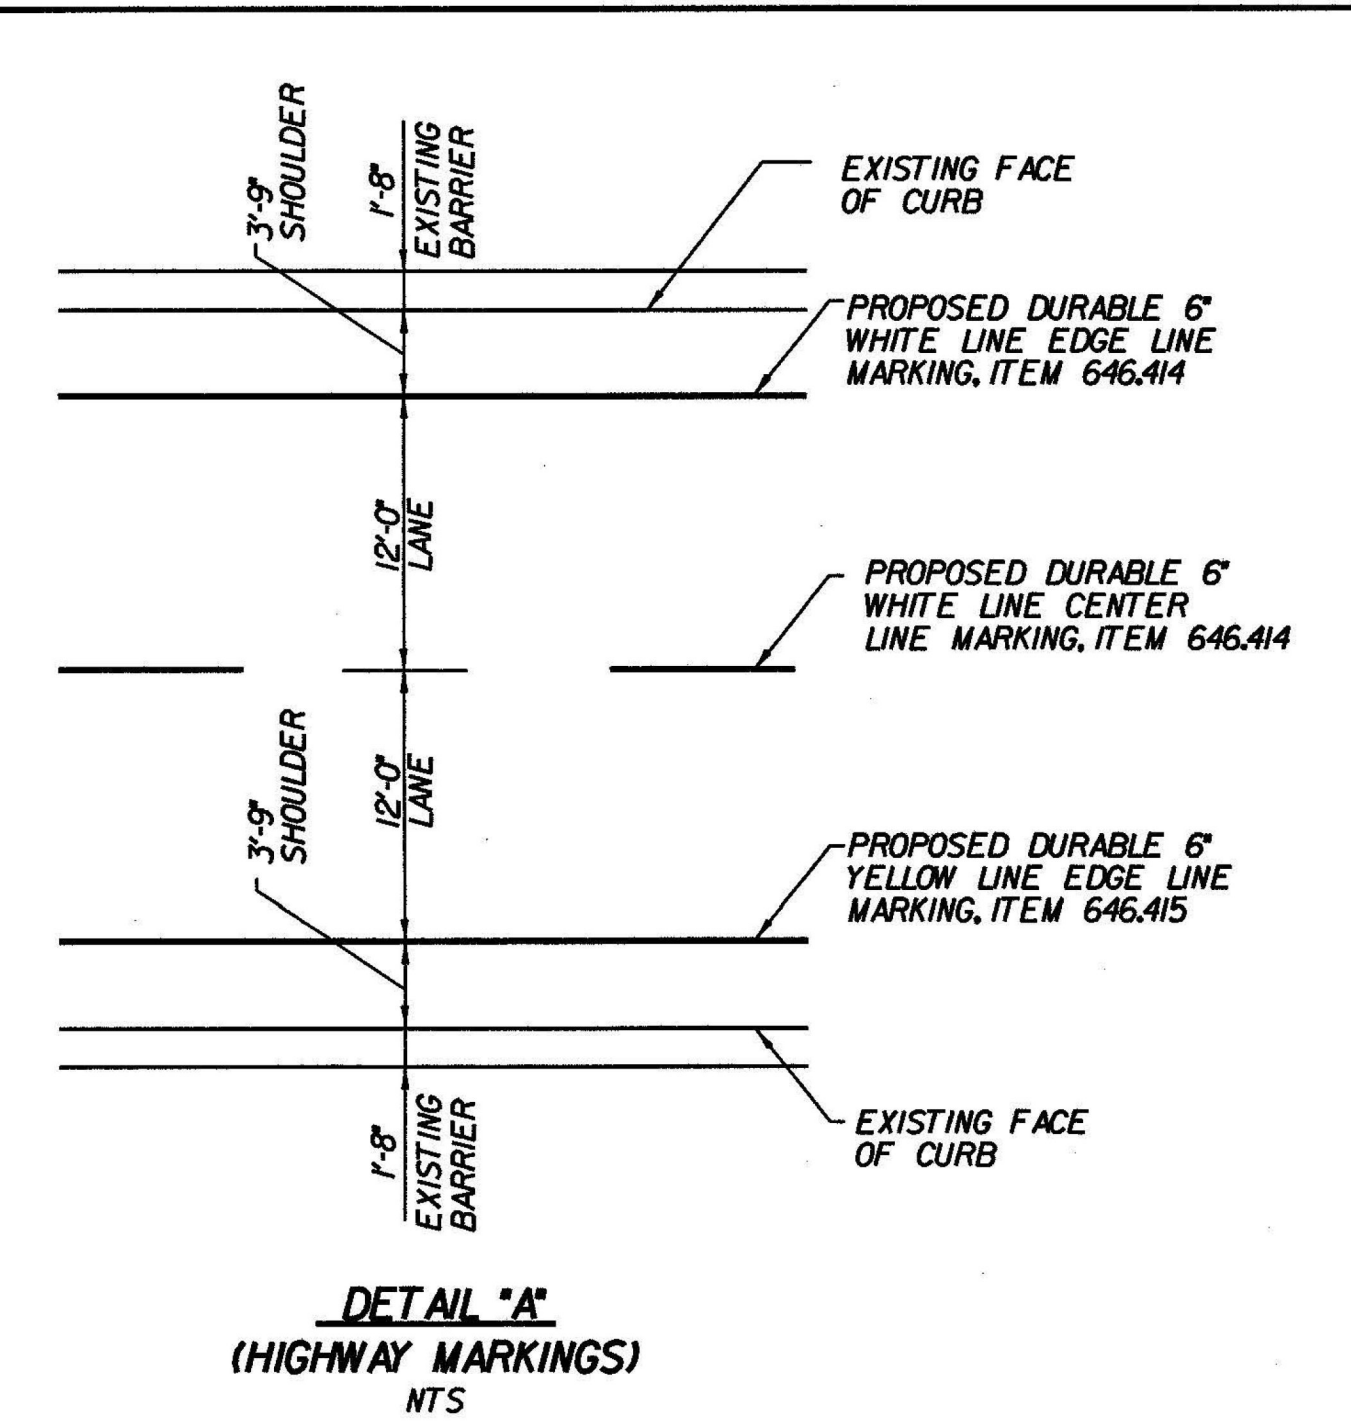 3'-9"
SHOULDER
1'-8"
EXISTING
BARRIER
EXISTING FACE
OF CURB
PROPOSED DURABLE 6"
WHITE LINE EDGE LINE
MARKING, ITEM 646.414
12'-0"
LANE
PROPOSED DURABLE 6"
WHITE LINE CENTER
LINE MARKING, ITEM 646.414
3'-9"
SHOULDER
12'-0"
LANE
PROPOSED DURABLE 6"
YELLOW LINE EDGE LINE
MARKING, ITEM 646.415
1'-8"
EXISTING
BARRIER
EXISTING FACE
OF CURB
DETAIL "A"
(HIGHWAY MARKINGS)
NTS